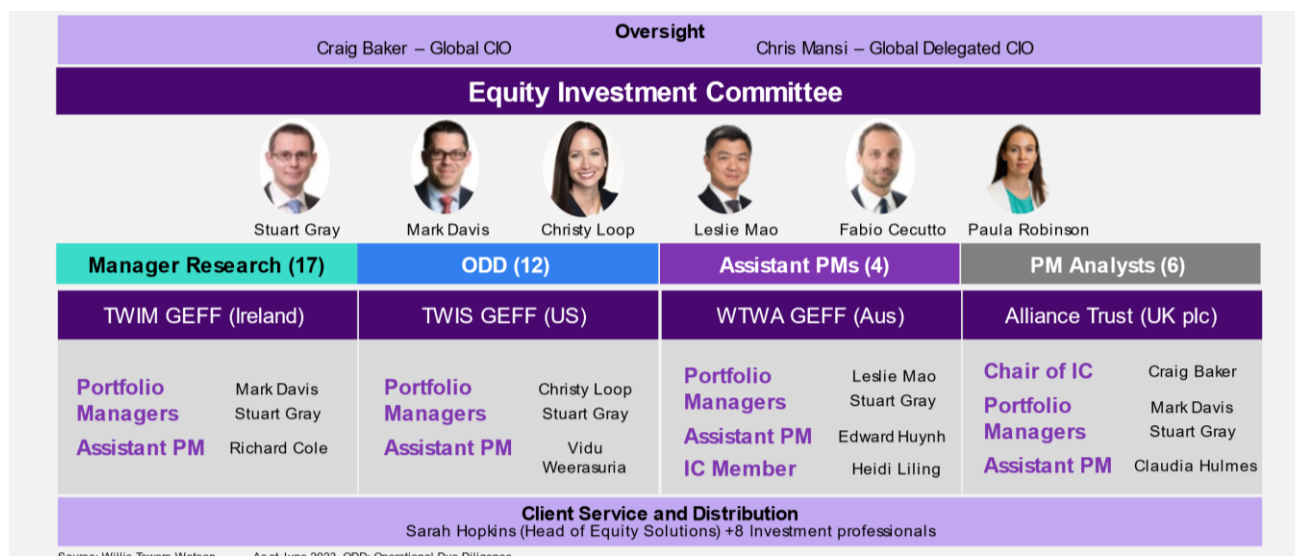 Oversight
Craig Baker – Global CIO
Chris Mansi – Global Delegated CIO
Equity Investment Committee
Stuart Gray
Mark Davis
Christy Loop
Leslie Mao
Fabio Cecutto
Paula Robinson
Manager Research (17)
ODD (12)
Assistant PMs (4)
PM Analysts (6)
TWIM GEFF (Ireland)
TWIS GEFF (US)
WTWA GEFF (Aus)
Alliance Trust (UK plc)
Portfolio
Managers
Mark Davis
Stuart Gray
Assistant PM
Richard Cole
Portfolio
Managers
Christy Loop
Stuart Gray
Assistant PM
Vidu
Weerasuria
Portfolio
Managers
Leslie Mao
Stuart Gray
Assistant PM
Edward Huynh
IC Member
Heidi Liling
Chair of IC
Craig Baker
Portfolio
Managers
Mark Davis
Stuart Gray
Assistant PM
Claudia Hulmes
Client Service and Distribution
Sarah Hopkins (Head of Equity Solutions) +8 Investment professionals